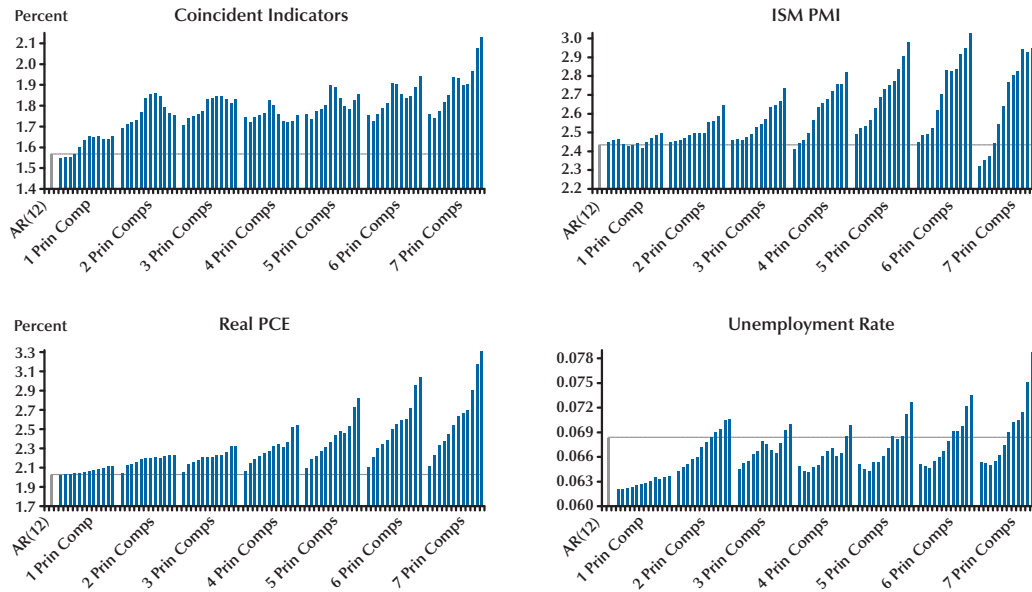 Coincident Indicators
Percent
2.1
2.0
1.9
1.8
1.7
1.6
1.5
1.4
AR(12)
1 Prin Comp
2 Prin Comps
3 Prin Comps
4 Prin Comps
5 Prin Comps
6 Prin Comps
7 Prin Comps
ISM PMI
3.0
2.9
2.8
2.7
2.6
2.5
2.4
2.3
2.2
AR(12)
1 Prin Comp
2 Prin Comps
3 Prin Comps
4 Prin Comps
5 Prin Comps
6 Prin Comps
7 Prin Comps
Real PCE
Percent
3.3
3.1
2.9
2.7
2.5
2.3
2.1
1.9
1.7
AR(12)
1 Prin Comp
2 Prin Comps
3 Prin Comps
4 Prin Comps
5 Prin Comps
6 Prin Comps
7 Prin Comps
Unemployment Rate
0.078
0.075
0.072
0.069
0.066
0.063
0.060
AR(12)
1 Prin Comp
2 Prin Comps
3 Prin Comps
4 Prin Comps
5 Prin Comps
6 Prin Comps
7 Prin Comps